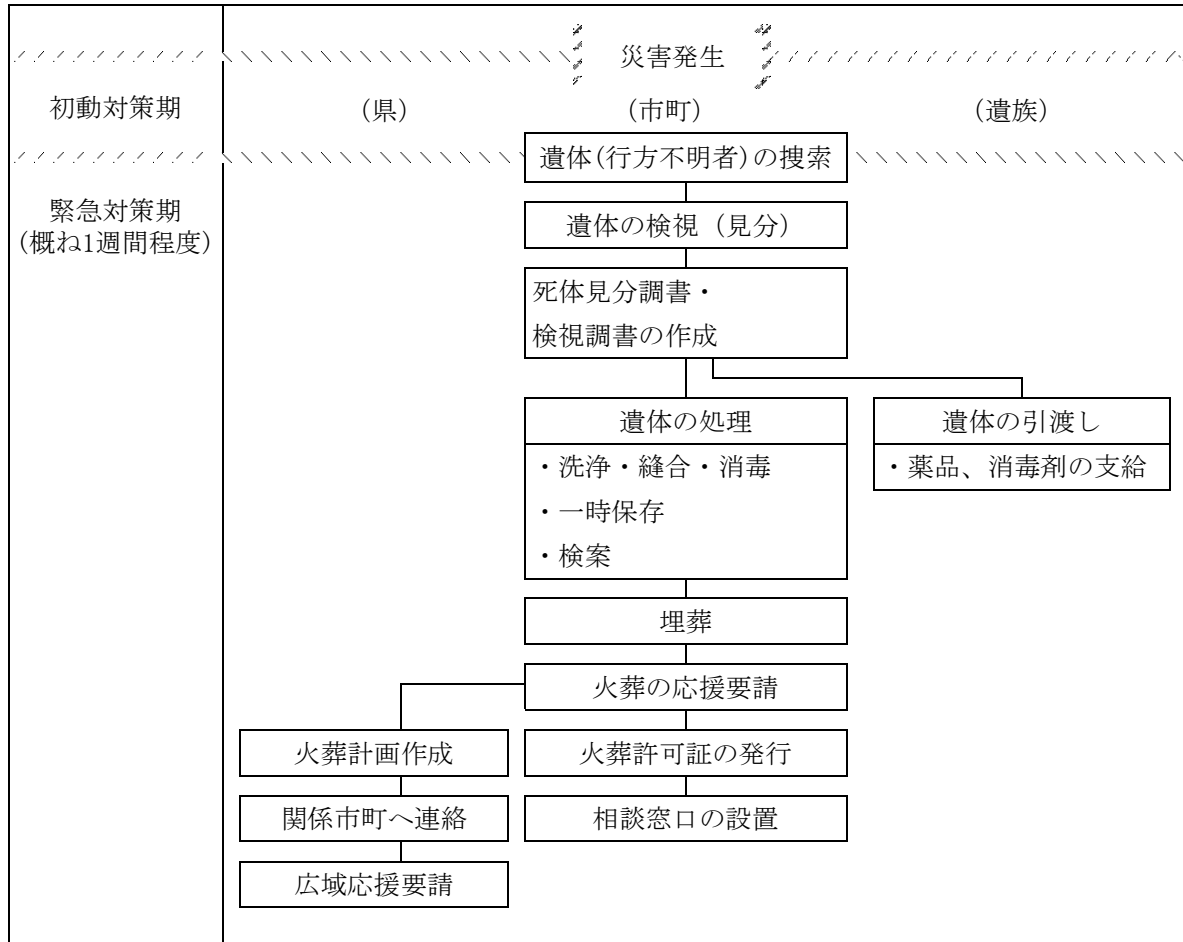 災害発生
初動対策期
(県)
(市町)
(遺族)
遺体(行方不明者)の捜索
緊急対策期
(概ね1週間程度)
遺体の検視（見分）
死体見分調書・
検視調書の作成
遺体の処理
・洗浄・縫合・消毒
・一時保存
・検案
遺体の引渡し
・薬品、消毒剤の支給
埋葬
火葬の応援要請
火葬計画作成
火葬許可証の発行
関係市町へ連絡
相談窓口の設置
広域応援要請